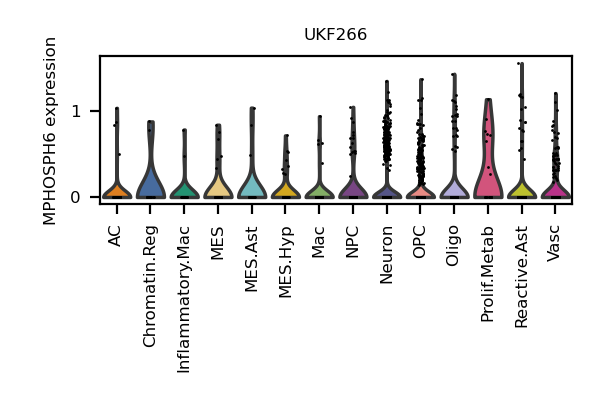 UKF266
MPHOSPH6 expression
1
0
AC
Chromatin.Reg
Inflammatory.Mac
MES
MES.Ast
MES.Hyp
Mac
NPC
Neuron
OPC
Oligo
Prolif.Metab
Reactive.Ast
Vasc